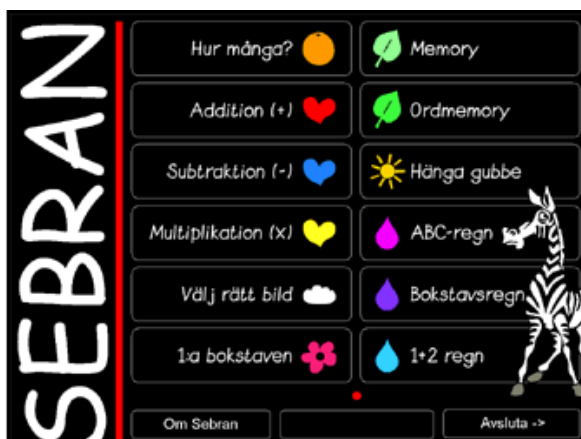 SEBRAN
Hur många?
Memory
Addition (+)
Ordmemory
Subtraktion (-)
Hänga gubbe
Multiplikation (x)
ABC-regn
Välj rätt bild
Bokstavsregn
1:a bokstaven
1+2 regn
Om Sebran
Avsluta ->